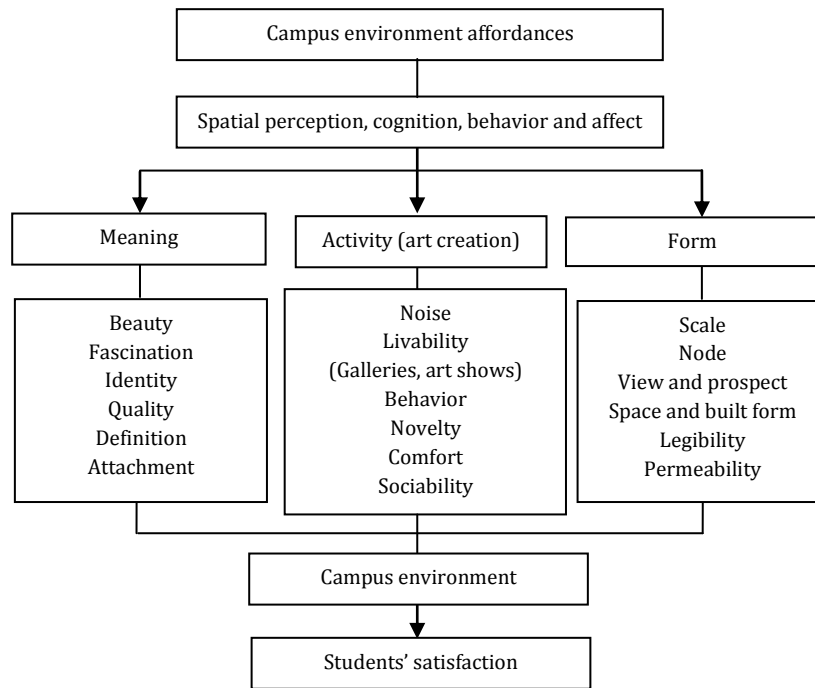 Campus environment affordances
Spatial perception, cognition, behavior and affect
Meaning
Activity (art creation)
Form
Beauty
Fascination
Identity
Quality
Definition
Attachment
Noise
Livability
(Galleries, art shows)
Behavior
Novelty
Comfort
Sociability
Scale
Node
View and prospect
Space and built form
Legibility
Permeability
Campus environment
Students’ satisfaction